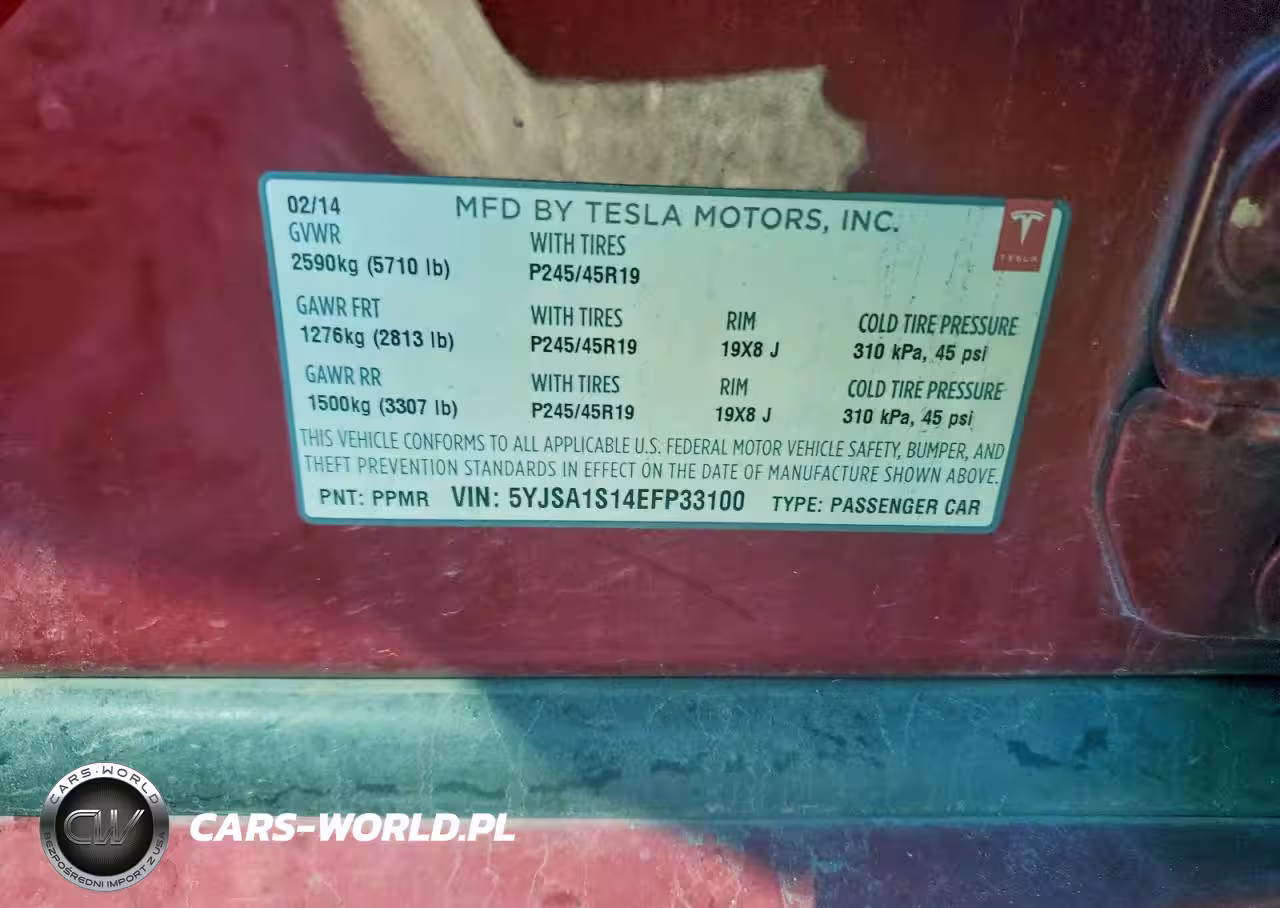 02/14 MFD BY TESLA MOTORS, INC.
GVWR WITH TIRES
2590kg (5710 lb) P245/45R19
TESLA
GAWR FRT WITH TIRES RIM COLD TIRE PRESSURE
1276kg (2813 lb) P245/45R19 19X8 J 310 kPa, 45 psi
GAWR RR WITH TIRES RIM COLD TIRE PRESSURE
1500kg (3307 lb) P245/45R19 19X8 J 310 kPa, 45 psi
THIS VEHICLE CONFORMS TO ALL APPLICABLE U.S. FEDERAL MOTOR VEHICLE SAFETY, BUMPER, AND
THEFT PREVENTION STANDARDS IN EFFECT ON THE DATE OF MANUFACTURE SHOWN ABOVE.
PNT: PPMR VIN: 5YJSA1S14EFP33100 TYPE: PASSENGER CAR
CARS-WORLD
CW
BEZPOŚREDNI IMPORT Z USA
CARS-WORLD.PL